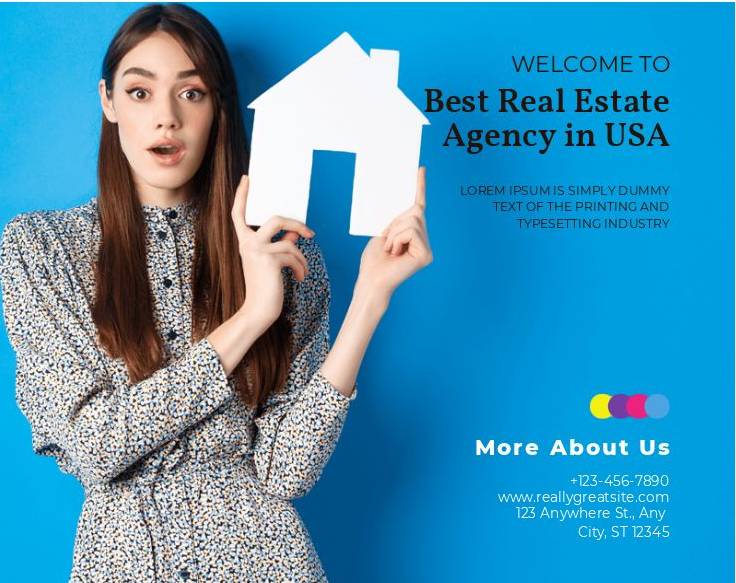 WELCOME TO
Best Real Estate
Agency in USA
LOREM IPSUM IS SIMPLY DUMMY
TEXT OF THE PRINTING AND
TYPESETTING INDUSTRY
More About Us
+123-456-7890
www.reallygreatsite.com
123 Anywhere St., Any
City, ST 12345